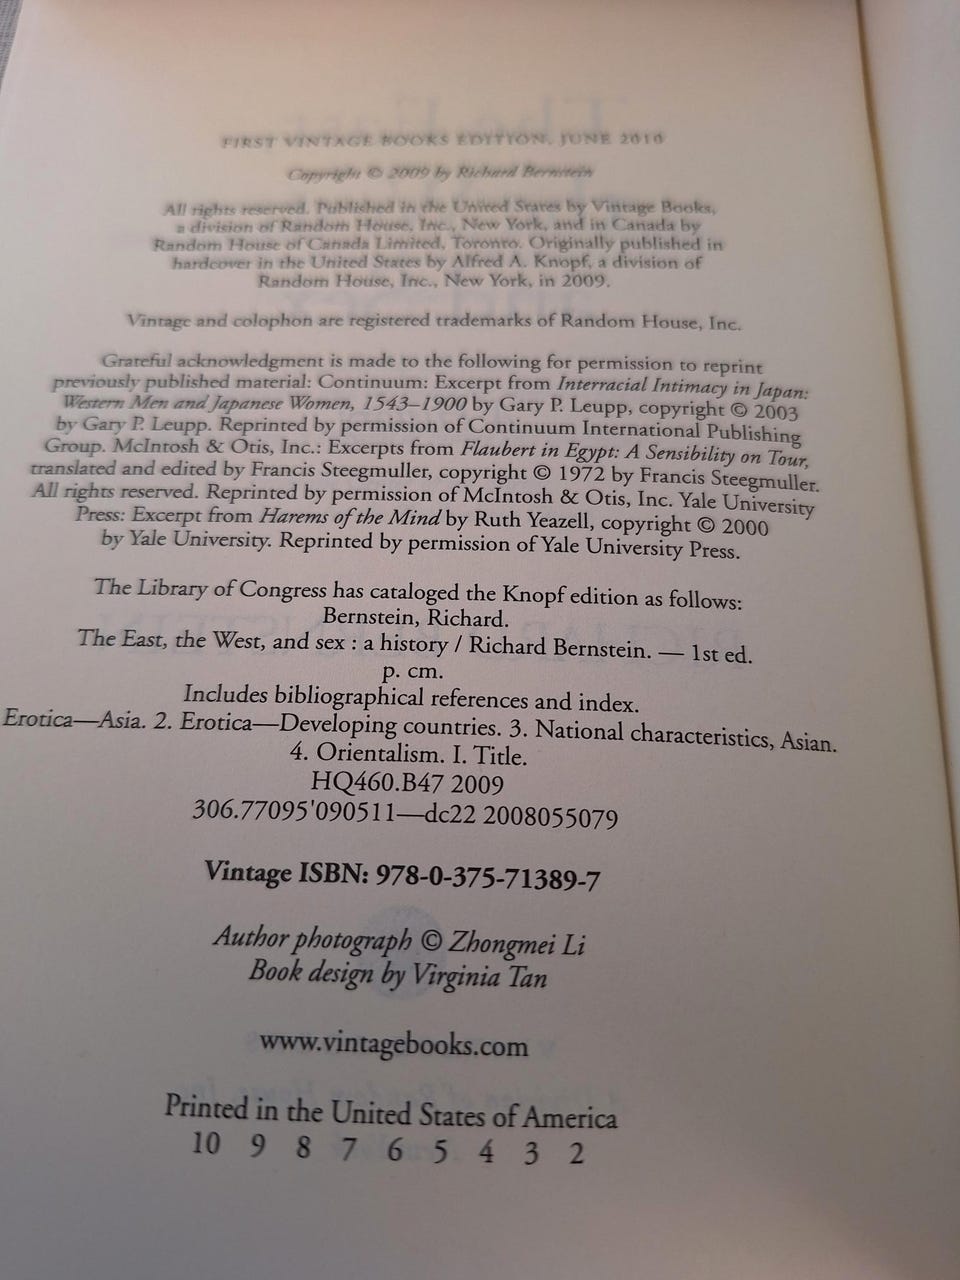 FIRST VINTAGE BOOKS EDITION, JUNE 2010
Copyright © 2009 by Richard Bernstein
All rights reserved. Published in the United States by Vintage Books,
a division of Random House, Inc., New York, and in Canada by
Random House of Canada Limited, Toronto. Originally published in
hardcover in the United States by Alfred A. Knopf, a division of
Random House, Inc., New York, in 2009.
Vintage and colophon are registered trademarks of Random House, Inc.
Grateful acknowledgment is made to the following for permission to reprint
previously published material: Continuum: Excerpt from Interracial Intimacy in Japan:
Western Men and Japanese Women, 1543–1900 by Gary P. Leupp, copyright © 2003
by Gary P. Leupp. Reprinted by permission of Continuum International Publishing
Group. McIntosh & Otis, Inc.: Excerpts from Flaubert in Egypt: A Sensibility on Tour,
translated and edited by Francis Steegmuller, copyright © 1972 by Francis Steegmuller.
All rights reserved. Reprinted by permission of McIntosh & Otis, Inc. Yale University
Press: Excerpt from Harems of the Mind by Ruth Yeazell, copyright © 2000
by Yale University. Reprinted by permission of Yale University Press.
The Library of Congress has cataloged the Knopf edition as follows:
Bernstein, Richard.
The East, the West, and sex : a history / Richard Bernstein. — 1st ed.
p. cm.
Includes bibliographical references and index.
Erotica—Asia. 2. Erotica—Developing countries. 3. National characteristics, Asian.
4. Orientalism. I. Title.
HQ460.B47 2009
306.77095'090511—dc22 2008055079
Vintage ISBN: 978-0-375-71389-7
Author photograph © Zhongmei Li
Book design by Virginia Tan
www.vintagebooks.com
Printed in the United States of America
10 9 8 7 6 5 4 3 2